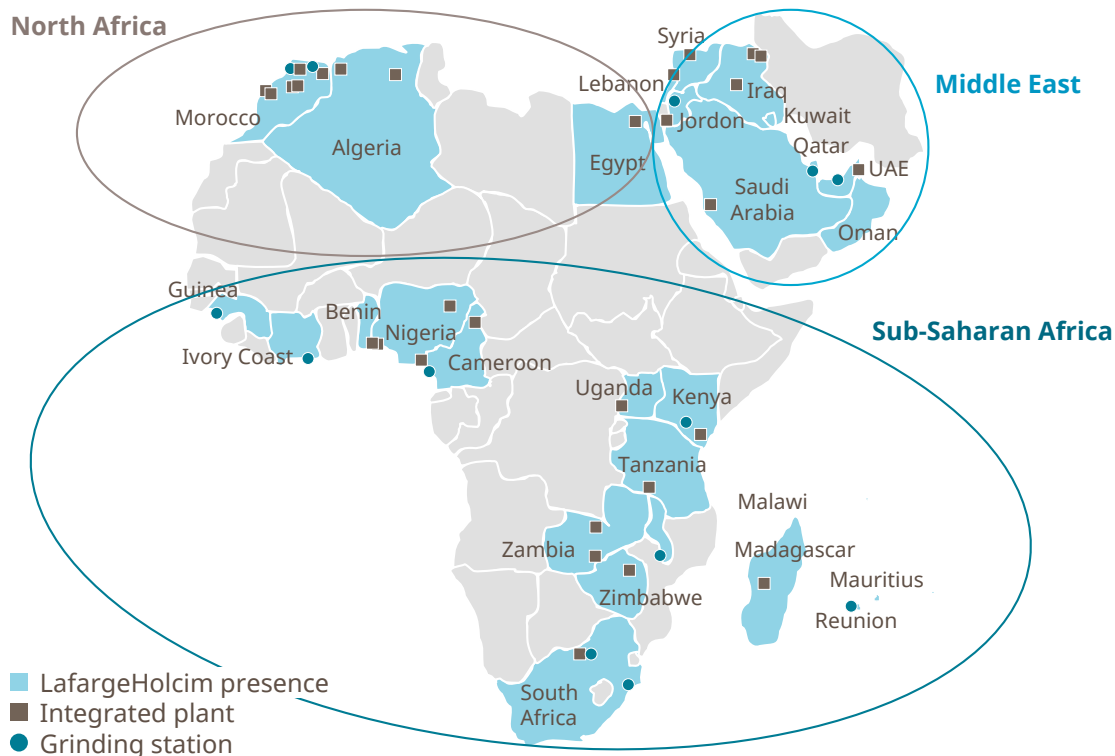 North Africa
Syria
Lebanon
Middle East
Iraq
Morocco
Jordon
Kuwait
Algeria
Qatar
Egypt
UAE
Saudi
Arabia
Oman
Guinea
Benin
Nigeria
Sub-Saharan Africa
Ivory Coast
Cameroon
Uganda
Kenya
Tanzania
Malawi
Zambia
Madagascar
Mauritius
Zimbabwe
Reunion
South
Africa
LafargeHolcim presence
Integrated plant
Grinding station